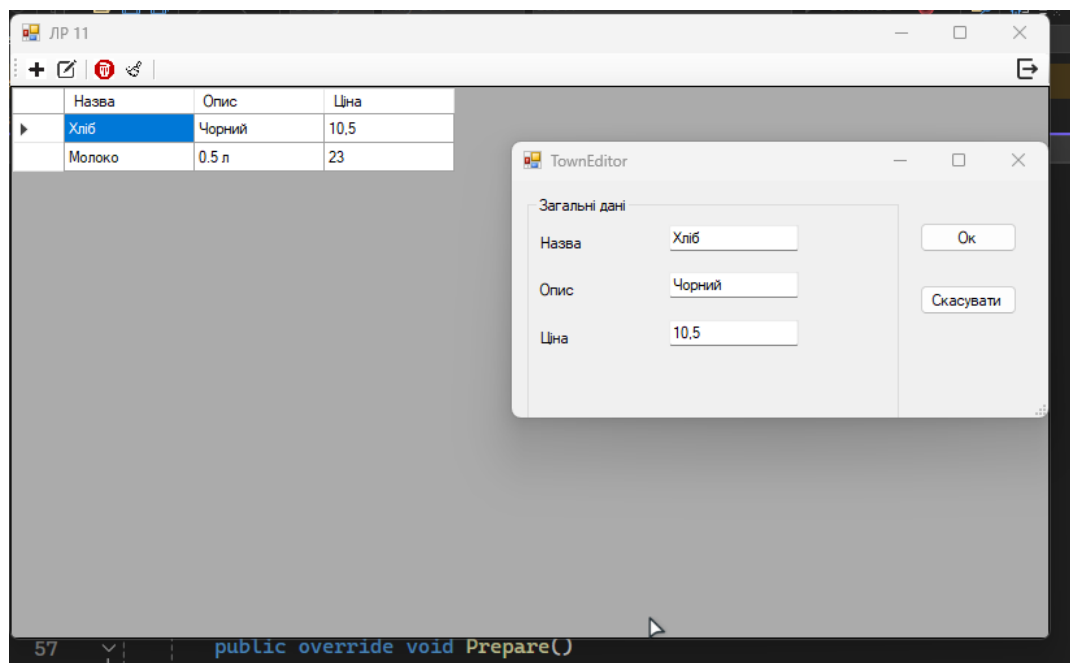 ЛР 11
Назва Опис Ціна
Хліб Чорний 10,5
Молоко 0.5 л 23
TownEditor
Загальні дані
Назва Хліб
Опис Чорний
Ціна 10,5
Ок
Скасувати
57 public override void Prepare()